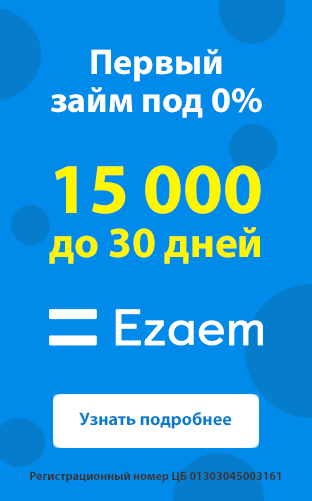 Первый
займ под 0%
15 000
до 30 дней
Ezaem
Узнать подробнее
Регистрационный номер ЦБ 01303045003161